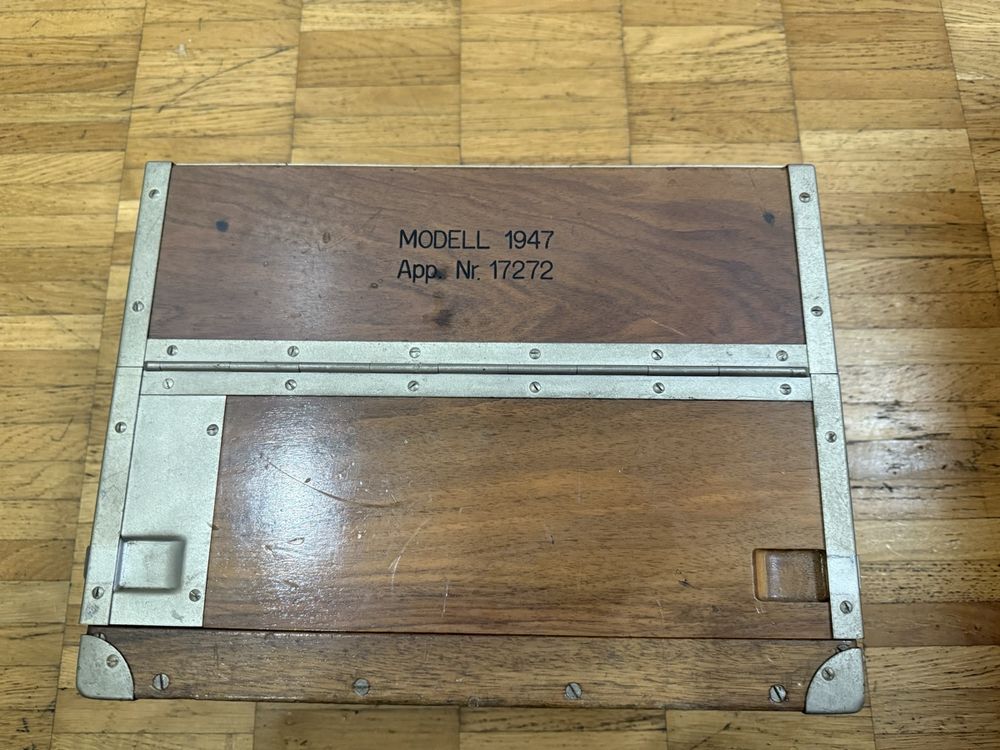 MODELL 1947
App. Nr. 17272